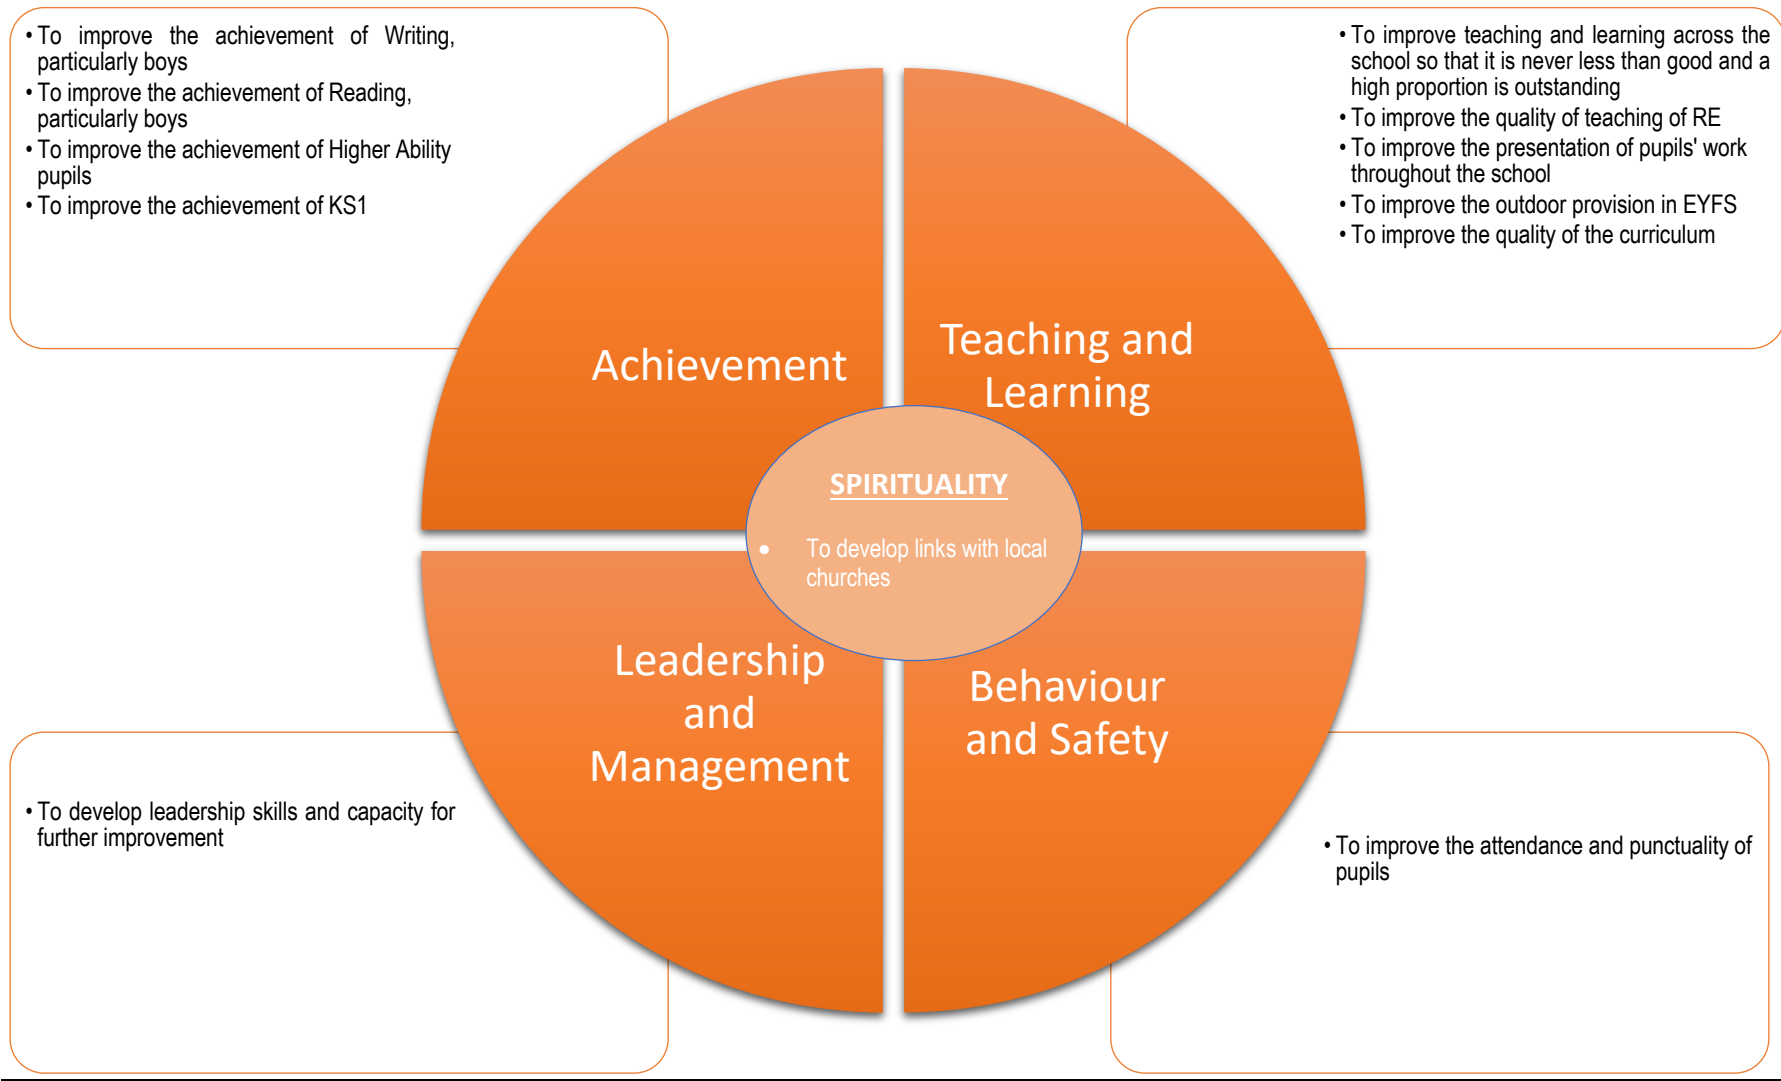 • To improve the achievement of Writing,
particularly boys
• To improve the achievement of Reading,
particularly boys
• To improve the achievement of Higher Ability
pupils
• To improve the achievement of KS1
• To improve teaching and learning across the
school so that it is never less than good and a
high proportion is outstanding
• To improve the quality of teaching of RE
• To improve the presentation of pupils' work
throughout the school
• To improve the outdoor provision in EYFS
• To improve the quality of the curriculum
Achievement
Teaching and
Learning
SPIRITUALITY
• To develop links with local
churches
Leadership
and
Management
Behaviour
and Safety
• To develop leadership skills and capacity for
further improvement
• To improve the attendance and punctuality of
pupils